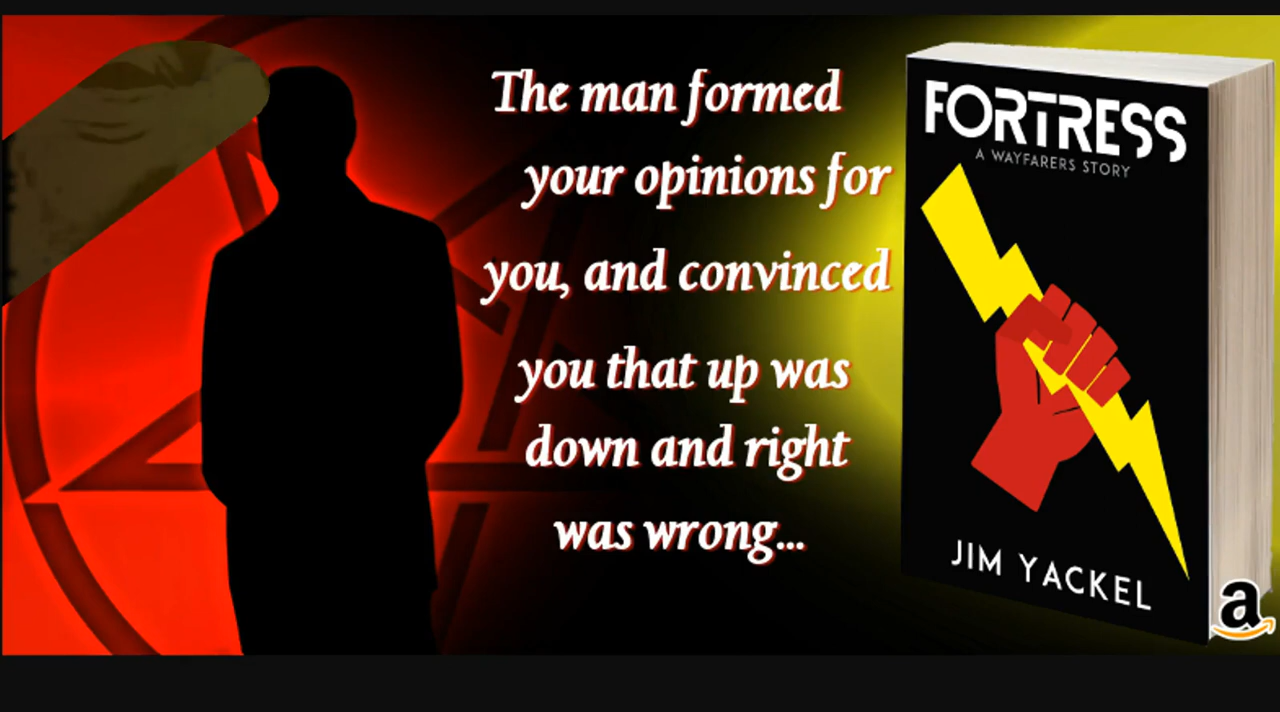 The man formed
your opinions for
you, and convinced
you that up was
down and right
was wrong...
FORTRESS
A WAYFARERS STORY
JIM YACKEL
a